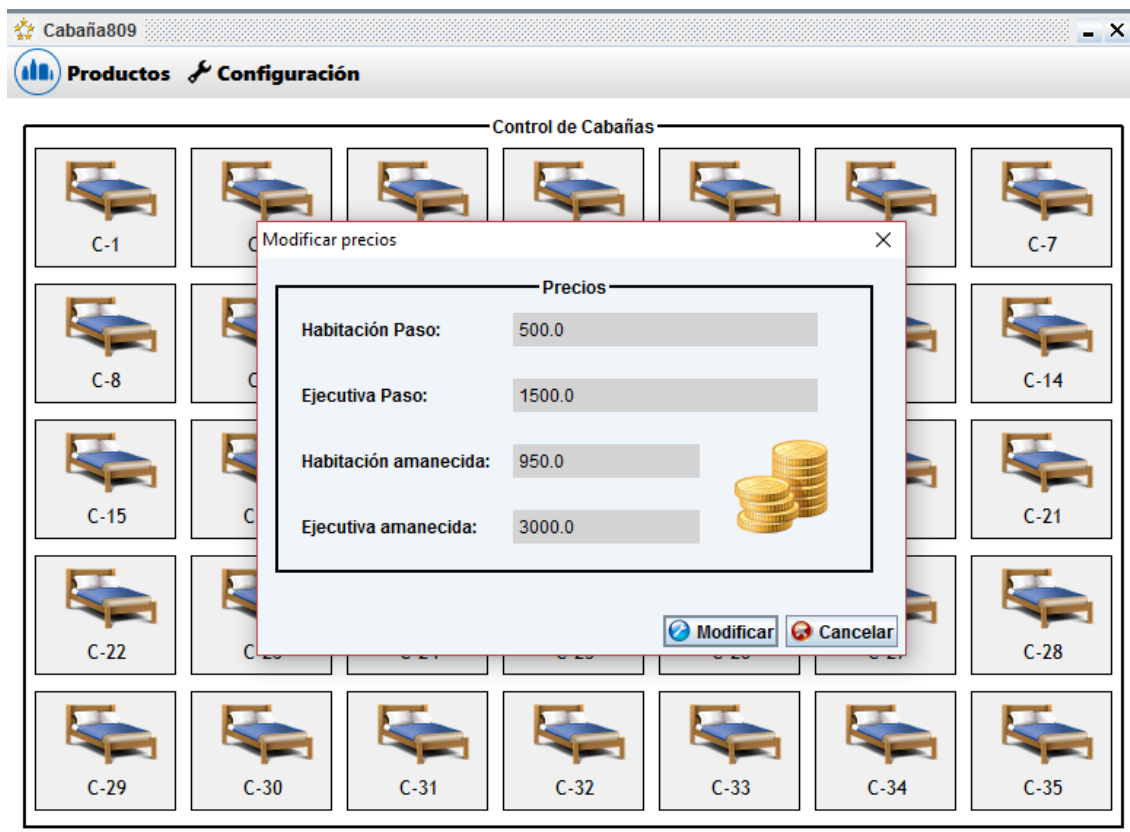 Cabaña809
Productos Configuración
Control de Cabañas
C-1
C-7
Modificar precios
Precios
Habitación Paso: 500.0
Ejecutiva Paso: 1500.0
Habitación amanecida: 950.0
Ejecutiva amanecida: 3000.0
Modificar Cancelar
C-8
C-14
C-15
C-21
C-22
C-28
C-29 C-30 C-31 C-32 C-33 C-34 C-35